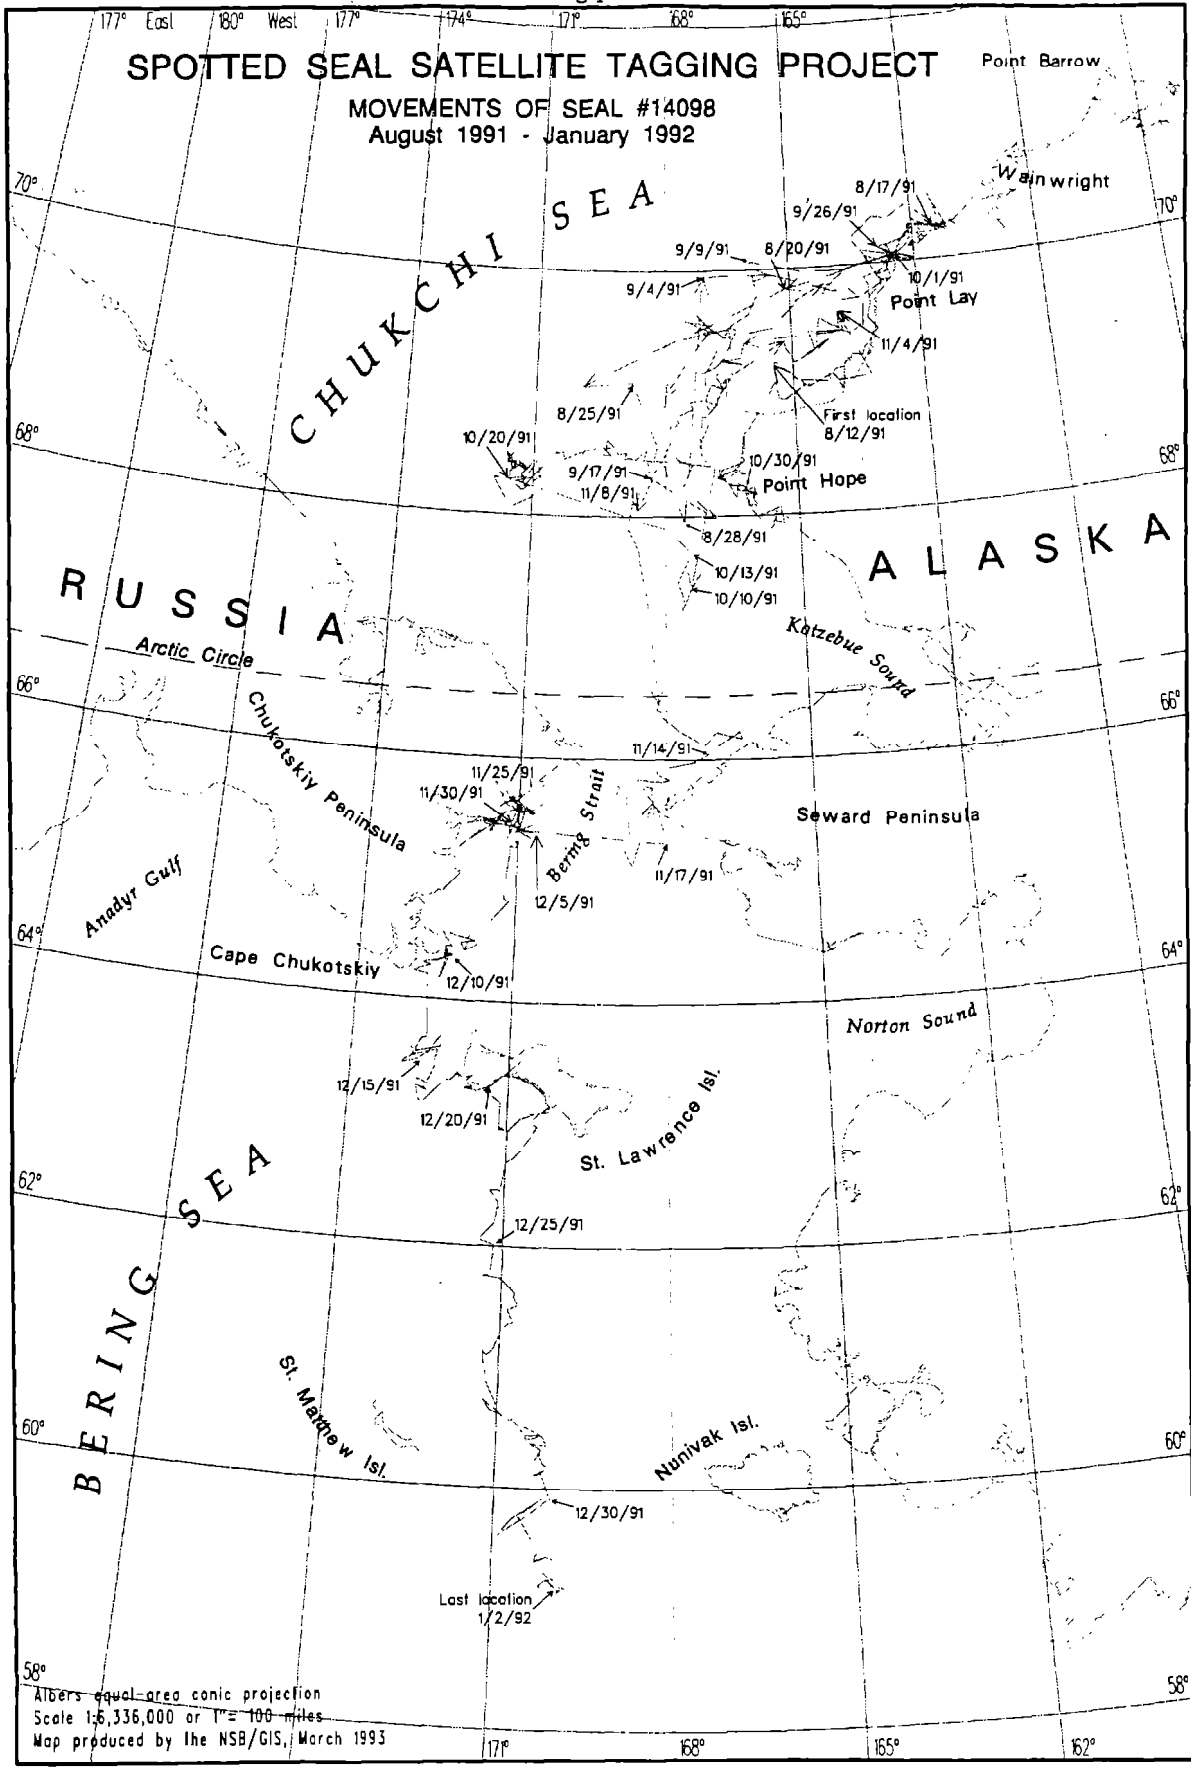 177° East 180° West 177° 174° 171° 168° 165°
SPOTTED SEAL SATELLITE TAGGING PROJECT
MOVEMENTS OF SEAL #14098
August 1991 - January 1992
Point Barrow
Wainwright
70°
70°
CHUKCHI SEA
8/17/91
9/26/91
9/9/91
8/20/91
9/4/91
10/1/91
Point Lay
11/4/91
8/25/91
First location
8/12/91
68°
68°
10/20/91
9/17/91
11/8/91
10/30/91
Point Hope
8/28/91
10/13/91
10/10/91
ALASKA
RUSSIA
Arctic Circle
Katzebue Sound
66°
66°
Chukotskiy Peninsula
11/14/91
11/25/91
11/30/91
Bering Strait
Seward Peninsula
11/17/91
12/5/91
Anadyr Gulf
64°
64°
Cape Chukotskiy
12/10/91
Norton Sound
12/15/91
12/20/91
St. Lawrence Isl.
62°
62°
BERING SEA
12/25/91
St. Matthew Isl.
Nunivak Isl.
60°
60°
12/30/91
Last location
1/2/92
58°
58°
Albers equal-area conic projection
Scale 1:6,336,000 or 1"= 100 miles
Map produced by the NSB/GIS, March 1993
171° 168° 165° 162°